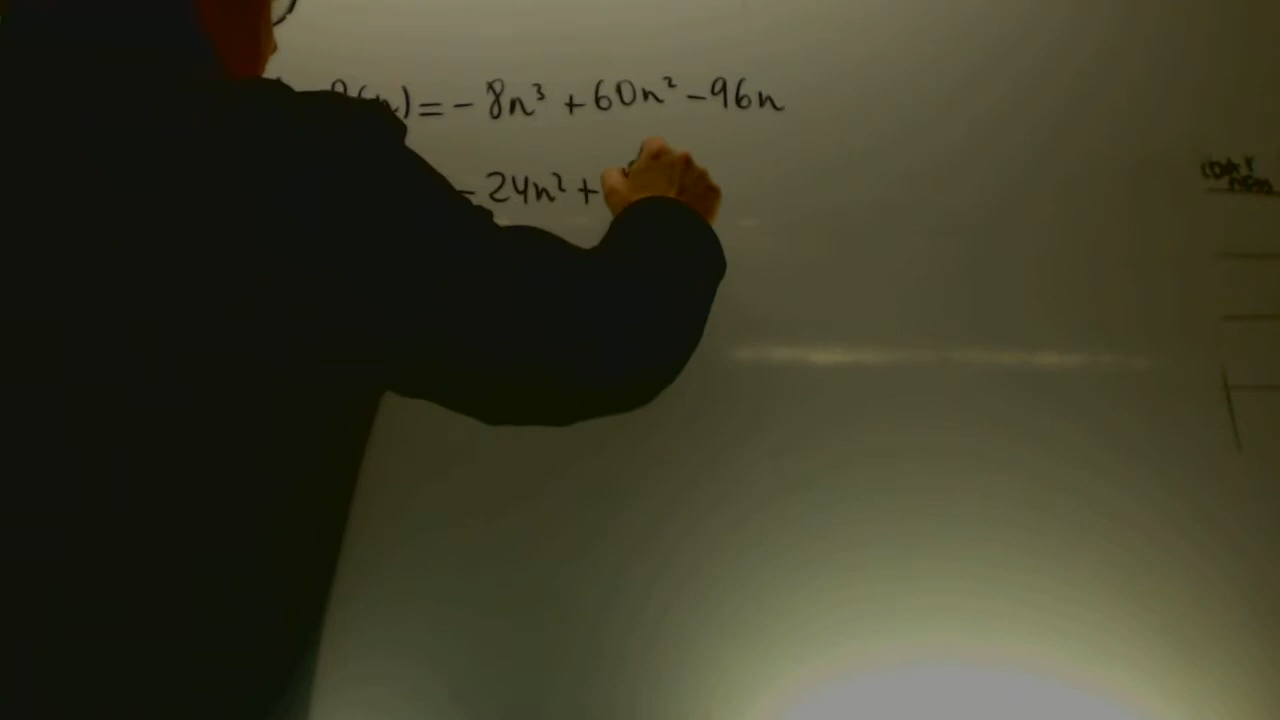 (n) = - 8n³ + 60n² - 96n
- 24n² +